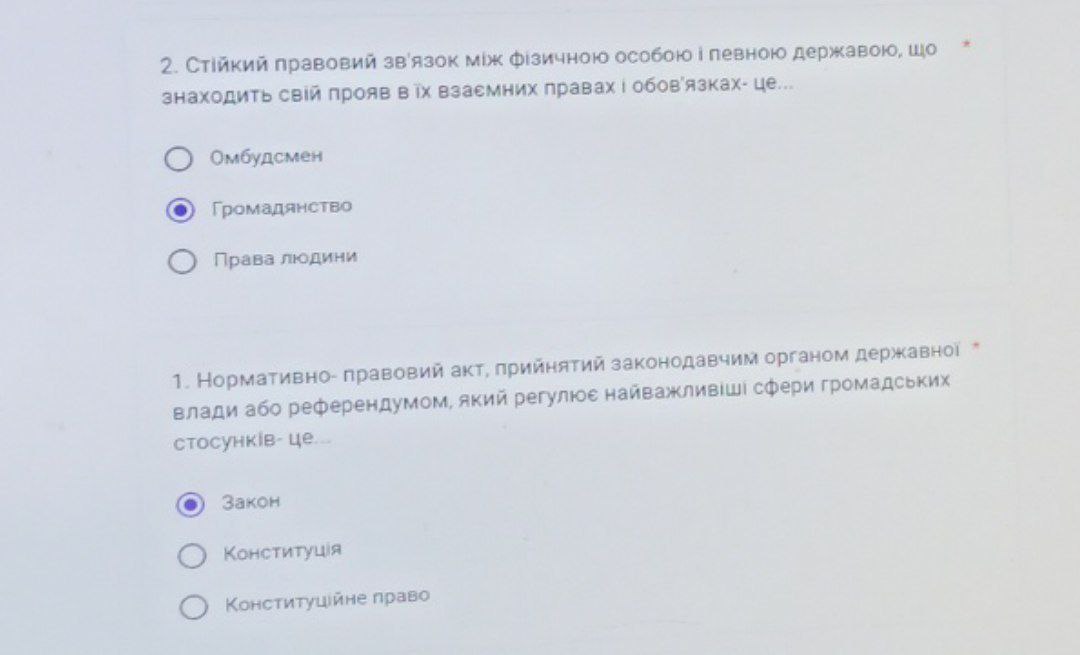 2. Стійкий правовий зв'язок між фізичною особою і певною державою, що *
знаходить свій прояв в їх взаємних правах і обов'язках- це...
Омбудсмен
Громадянство
Права людини
1. Нормативно- правовий акт, прийнятий законодавчим органом державної *
влади або референдумом, який регулює найважливіші сфери громадських
стосунків- це...
Закон
Конституція
Конституційне право